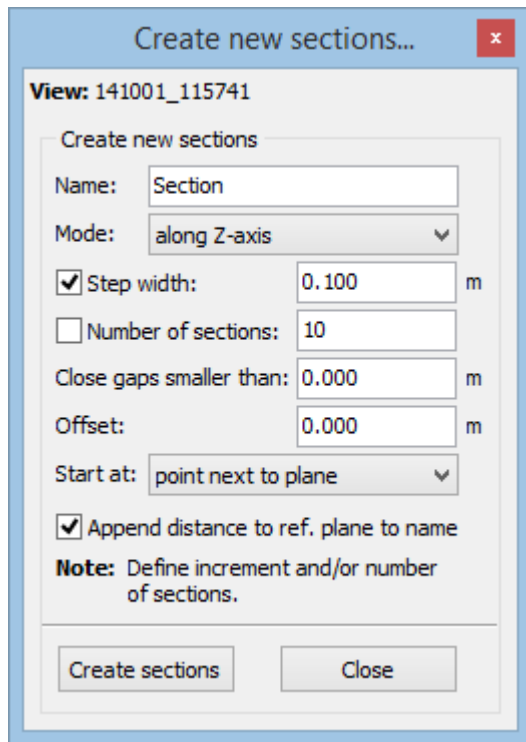 Create new sections...
x
View: 141001_115741
Create new sections
Name: Section
Mode: along Z-axis
Step width: 0.100 m
Number of sections: 10
Close gaps smaller than: 0.000 m
Offset: 0.000 m
Start at: point next to plane
Append distance to ref. plane to name
Note: Define increment and/or number
of sections.
Create sections Close